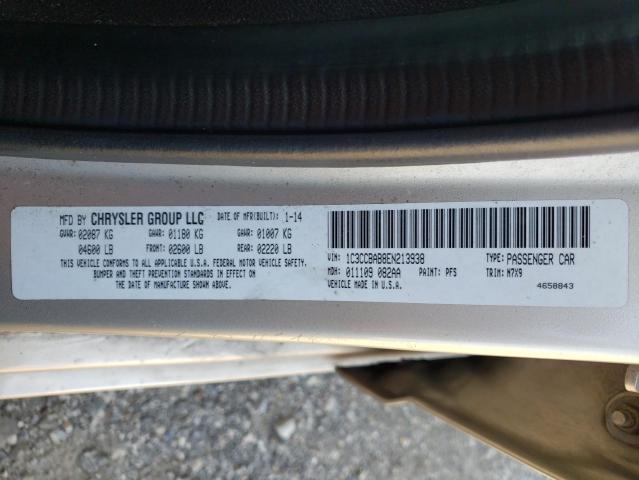 MFD BY CHRYSLER GROUP LLC DATE OF MFR(BUILT): 1-14
GVWR: 02087 KG GAWR: 01180 KG GAWR: 01007 KG
04600 LB FRONT: 02600 LB REAR: 02220 LB
THIS VEHICLE CONFORMS TO ALL APPLICABLE U.S.A. FEDERAL MOTOR VEHICLE SAFETY,
BUMPER AND THEFT PREVENTION STANDARDS IN EFFECT ON
THE DATE OF MANUFACTURE SHOWN ABOVE.
VIN: 1C3CCBAB8EN213938 TYPE: PASSENGER CAR
MDH: 011109 082AA PAINT: PFS TRIM: N7X9
VEHICLE MADE IN U.S.A. 4658843